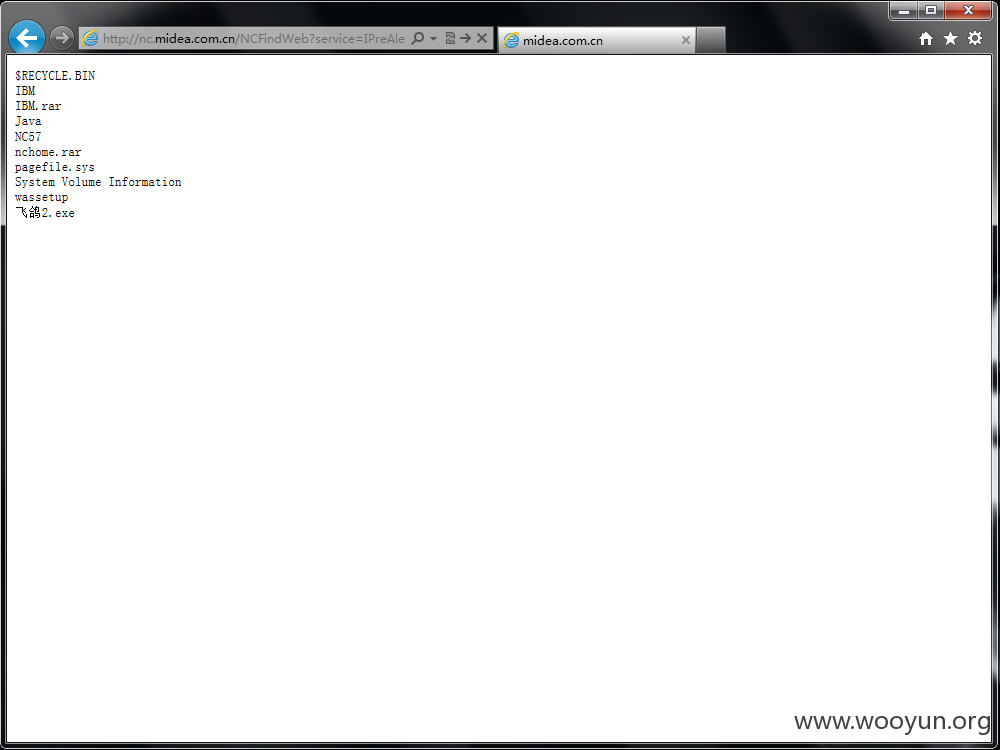 http://nc.midea.com.cn/NCFindWeb?service=IPreAle
midea.com.cn
$RECYCLE.BIN
IBM
IBM.rar
Java
NC57
nchome.rar
pagefile.sys
System Volume Information
wassetup
飞鸽2.exe
www.wooyun.org